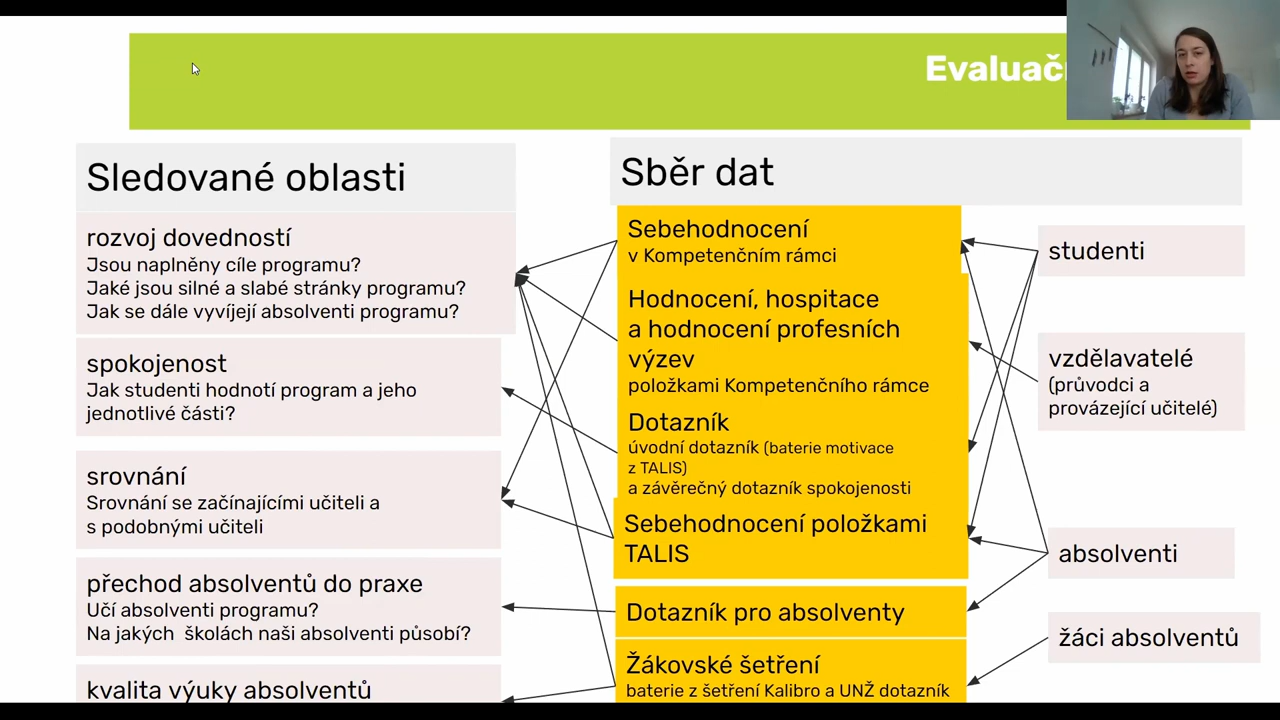 Evaluačn
Sledované oblasti
rozvoj dovedností
Jsou naplněny cíle programu?
Jaké jsou silné a slabé stránky programu?
Jak se dále vyvíjejí absolventi programu?
spokojenost
Jak studenti hodnotí program a jeho
jednotlivé části?
srovnání
Srovnání se začínajícími učiteli a
s podobnými učiteli
přechod absolventů do praxe
Učí absolventi programu?
Na jakých školách naši absolventi působí?
kvalita výuky absolventů
Sběr dat
Sebehodnocení
v Kompetenčním rámci
Hodnocení, hospitace
a hodnocení profesních
výzev
položkami Kompetenčního rámce
Dotazník
úvodní dotazník (baterie motivace
z TALIS)
a závěrečný dotazník spokojenosti
Sebehodnocení položkami
TALIS
Dotazník pro absolventy
Žákovské šetření
baterie z šetření Kalibro a UNŽ dotazník
studenti
vzdělavatelé
(průvodci a
provázející učitelé)
absolventi
žáci absolventů